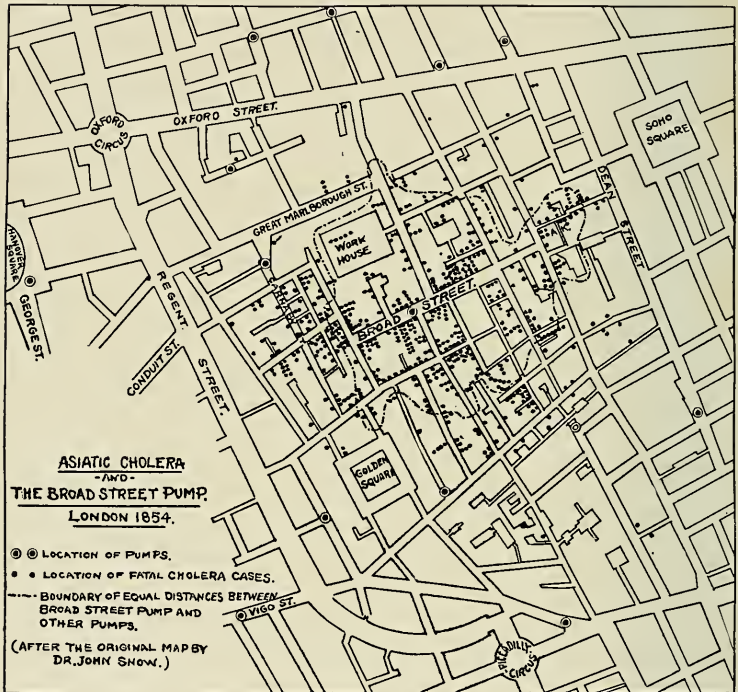 OXFORD STREET.
OXFORD
CIRCUS
SOHO
SQUARE
DEAN STREET
GREAT MARLBOROUGH ST.
WORK
HOUSE
HANOVER
SQUARE
GEORGE ST.
REGENT STREET.
CONDUIT ST.
BROAD STREET.
GOLDEN
SQUARE
ASIATIC CHOLERA
-AND-
THE BROAD STREET PUMP.
LONDON 1854.
LOCATION OF PUMPS.
LOCATION OF FATAL CHOLERA CASES.
BOUNDARY OF EQUAL DISTANCES BETWEEN
BROAD STREET PUMP AND
OTHER PUMPS.
(AFTER THE ORIGINAL MAP BY
DR. JOHN SNOW.)
VIGO ST.
PICCADILLY
CIRCUS